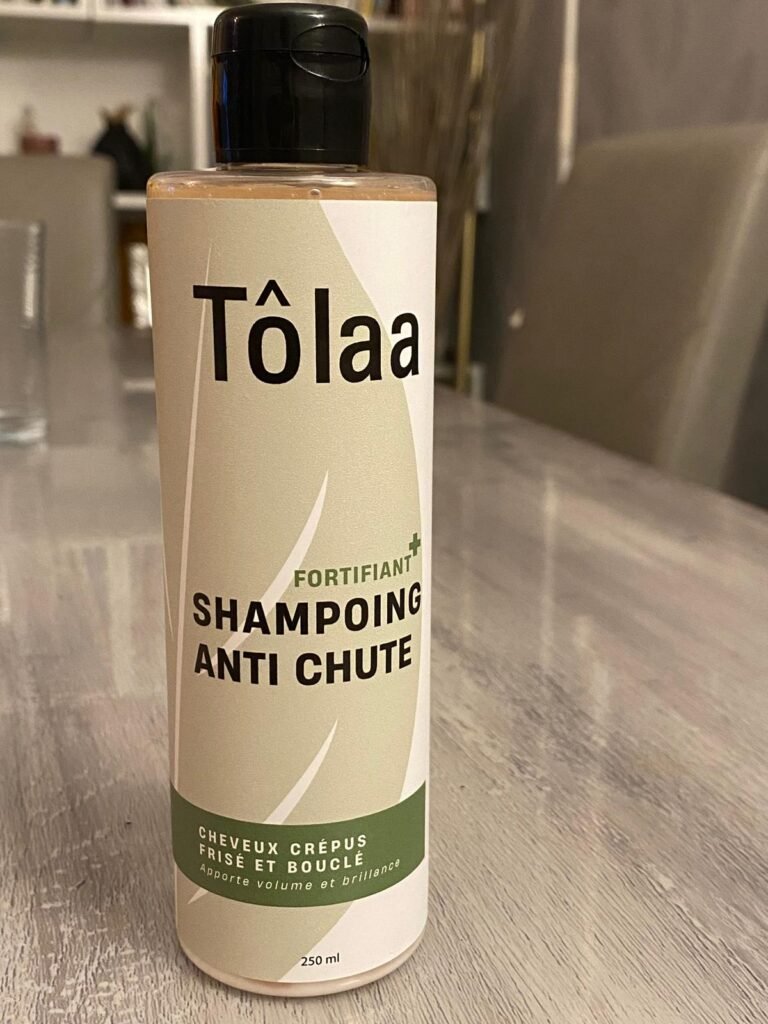 Tôlaa
FORTIFIANT+
SHAMPOING
ANTI CHUTE
CHEVEUX CRÉPUS
FRISÉ ET BOUCLÉ
Apporte volume et brillance
250 ml